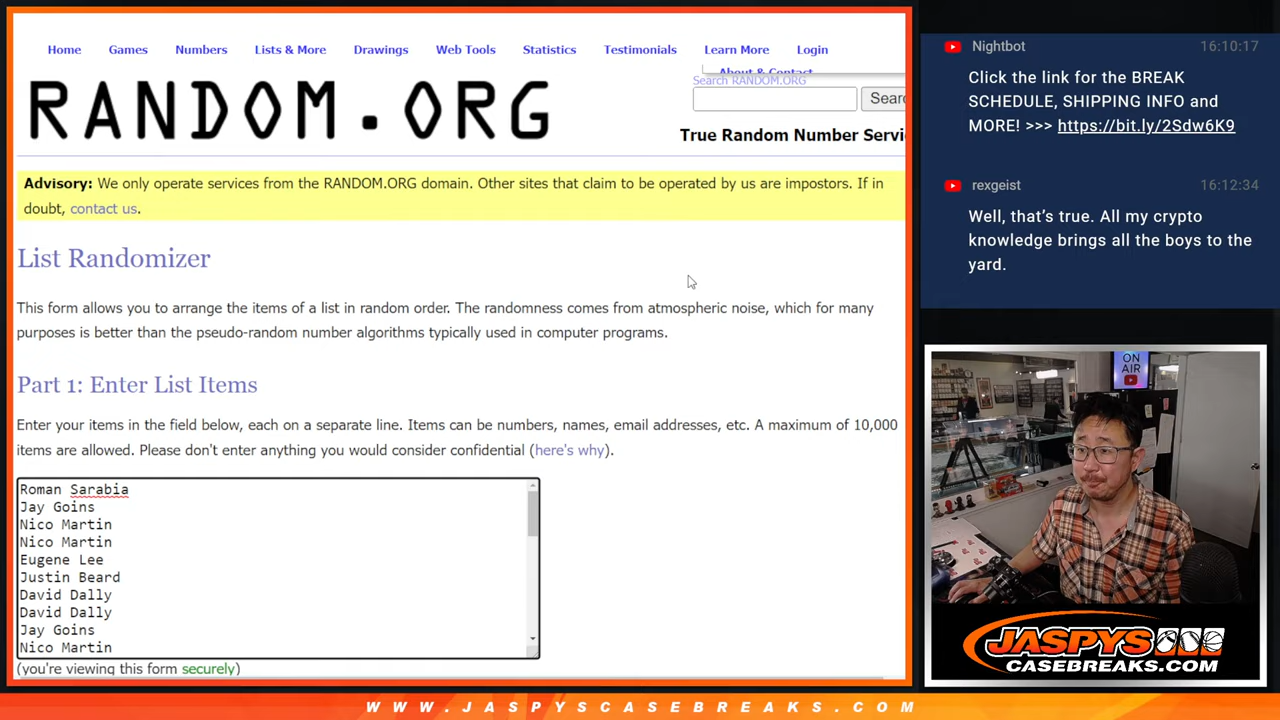 Home Games Numbers Lists & More Drawings Web Tools Statistics Testimonials Learn More Login
About & Contact
Search RANDOM.ORG
RANDOM.ORG
Sear
True Random Number Servi
Advisory: We only operate services from the RANDOM.ORG domain. Other sites that claim to be operated by us are impostors. If in
doubt, contact us.
List Randomizer
This form allows you to arrange the items of a list in random order. The randomness comes from atmospheric noise, which for many
purposes is better than the pseudo-random number algorithms typically used in computer programs.
Part 1: Enter List Items
Enter your items in the field below, each on a separate line. Items can be numbers, names, email addresses, etc. A maximum of 10,000
items are allowed. Please don't enter anything you would consider confidential (here's why).
Roman Sarabia
Jay Goins
Nico Martin
Nico Martin
Eugene Lee
Justin Beard
David Dally
David Dally
Jay Goins
Nico Martin
(you're viewing this form securely)
Nightbot 16:10:17
Click the link for the BREAK
SCHEDULE, SHIPPING INFO and
MORE! >>> https://bit.ly/2Sdw6K9
rexgeist 16:12:34
Well, that's true. All my crypto
knowledge brings all the boys to the
yard.
ON
AIR
JASPYS
CASEBREAKS.COM
WWW.JASPYSCASEBREAKS.COM